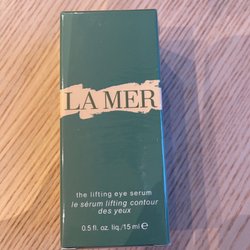 LA MER
the lifting eye serum
le sérum lifting contour
des yeux
0.5 fl. oz. liq./15 ml e